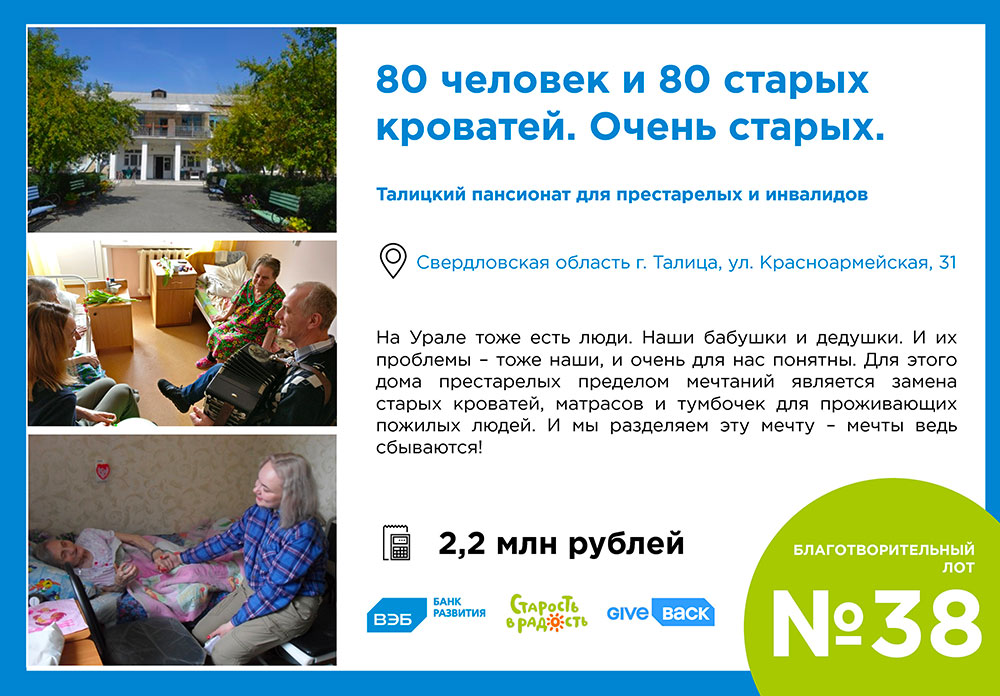 80 человек и 80 старых
кроватей. Очень старых.
Талицкий пансионат для престарелых и инвалидов
Свердловская область г. Талица, ул. Красноармейская, 31
На Урале тоже есть люди. Наши бабушки и дедушки. И их
проблемы – тоже наши, и очень для нас понятны. Для этого
дома престарелых пределом мечтаний является замена
старых кроватей, матрасов и тумбочек для проживающих
пожилых людей. И мы разделяем эту мечту – мечты ведь
сбываются!
2,2 млн рублей
ВЭБ
БАНК
РАЗВИТИЯ
Старость
в радость
GIVE BACK
БЛАГОТВОРИТЕЛЬНЫЙ
ЛОТ
№38